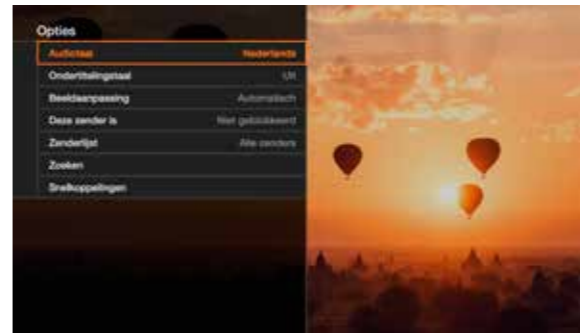 Opties
Audiotaal Nederlands
Ondertitelingstaal Uit
Beeldaanpassing Automatisch
Deze zender is Niet geblokkeerd
Zenderlijst Alle zenders
Zoeken
Snelkoppelingen